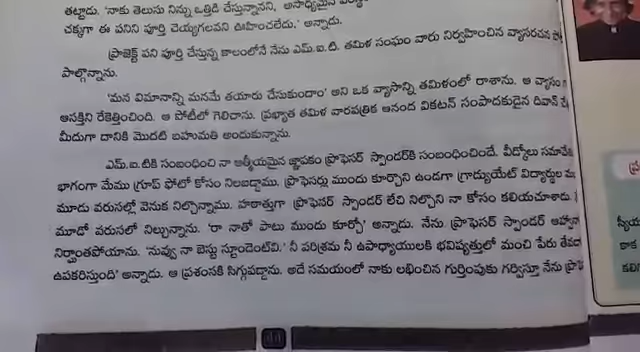 తట్టాడు. 'నాకు తెలుసు నిన్ను ఒత్తిడి చేస్తున్నానని, అసాధ్యమైన
చక్కగా ఈ పనిని పూర్తి చెయ్యగలవని ఊహించలేదు.' అన్నాడు.
ప్రాజెక్ట్ పని పూర్తి చేస్తున్న కాలంలోనే నేను ఎమ్.ఐ.టి. తమిళ సంఘం వారు నిర్వహించిన వ్యాసరచన
పాల్గొన్నాను.
'మన విమానాన్ని మనమే తయారు చేసుకుందాం' అని ఒక వ్యాసాన్ని తమిళంలో రాశాను. ఆ వ్యాసం
ఆసక్తిని రేకెత్తించింది. ఆ పోటీలో గెలిచాను. ప్రఖ్యాత తమిళ వారపత్రిక ఆనంద వికటన్ సంపాదకుడైన దివాన్
మీదుగా దానికి మొదటి బహుమతి అందుకున్నాను.
ఎమ్.ఐ.టికి సంబంధించి నా ఆత్మీయమైన జ్ఞాపకం ప్రొఫెసర్ స్పాండర్‌కి సంబంధించిందే. వీడ్కోలు
భాగంగా మేము గ్రూప్ ఫోటో కోసం నిలబడ్డాము. ప్రొఫెసర్లు ముందు కూర్చొని ఉండగా గ్రాడ్యుయేట్ విద్యార్థుల
మూడు వరుసల్లో వెనుక నిల్చొన్నాము. హఠాత్తుగా ప్రొఫెసర్ స్పాండర్ లేచి నిల్చొని నా కోసం కలియచూశాడు.
మూడో వరుసలో నిల్చున్నాను. 'రా నాతో పాటు ముందు కూర్చో' అన్నాడు. నేను ప్రొఫెసర్ స్పాండర్
నిర్ఘాంతపోయాను. 'నువ్వు నా బెస్టు స్టూండెంట్‌వి.' నీ పరిశ్రమ నీ ఉపాధ్యాయులకి భవిష్యత్తులో మంచి పేరు
ఉపకరిస్తుంది' అన్నాడు. ఆ ప్రశంసకి సిగ్గుపడ్డాను. అదే సమయంలో నాకు లభించిన గుర్తింపుకు గర్విస్తూ నేను